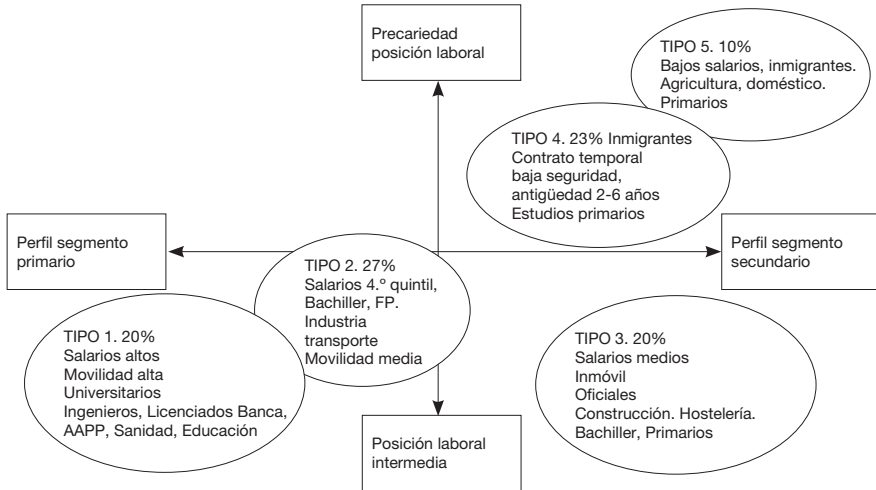 Precariedad
posición laboral
TIPO 5. 10%
Bajos salarios, inmigrantes.
Agricultura, doméstico.
Primarios
TIPO 4. 23% Inmigrantes
Contrato temporal
baja seguridad,
antigüedad 2-6 años
Estudios primarios
Perfil segmento
primario
Perfil segmento
secundario
TIPO 2. 27%
Salarios 4.º quintil,
Bachiller, FP.
Industria
transporte
Movilidad media
TIPO 1. 20%
Salarios altos
Movilidad alta
Universitarios
Ingenieros, Licenciados Banca,
AAPP, Sanidad, Educación
TIPO 3. 20%
Salarios medios
Inmóvil
Oficiales
Construcción. Hostelería.
Bachiller, Primarios
Posición laboral
intermedia